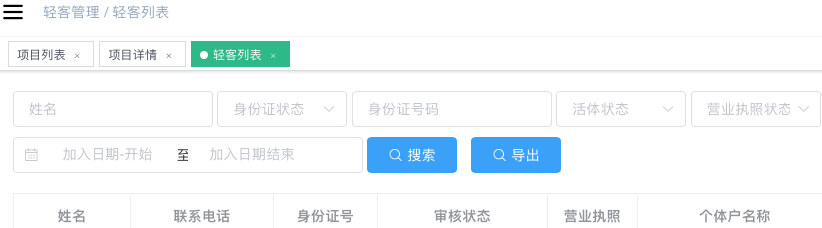 轻客管理 / 轻客列表
项目列表 × 项目详情 × 轻客列表 ×
姓名 身份证状态 身份证号码 活体状态 营业执照状态
加入日期-开始 至 加入日期结束 搜索 导出
姓名 联系电话 身份证号 审核状态 营业执照 个体户名称